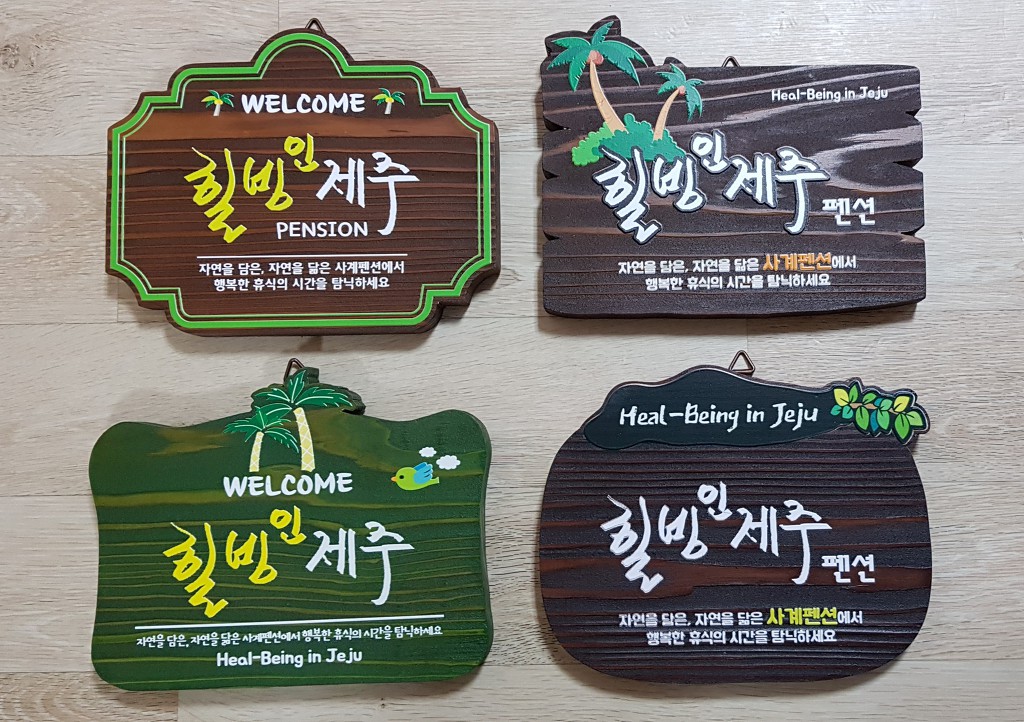 WELCOME
힐빙인제주
PENSION
자연을 담은, 자연을 닮은 사계펜션에서
행복한 휴식의 시간을 탐닉하세요
Heal-Being in Jeju
힐빙인제주 펜션
자연을 담은, 자연을 닮은 사계펜션에서
행복한 휴식의 시간을 탐닉하세요
WELCOME
힐빙인제주
자연을 담은, 자연을 닮은 사계펜션에서 행복한 휴식의 시간을 탐닉하세요
Heal-Being in Jeju
Heal-Being in Jeju
힐빙인제주 펜션
자연을 담은, 자연을 닮은 사계펜션에서
행복한 휴식의 시간을 탐닉하세요